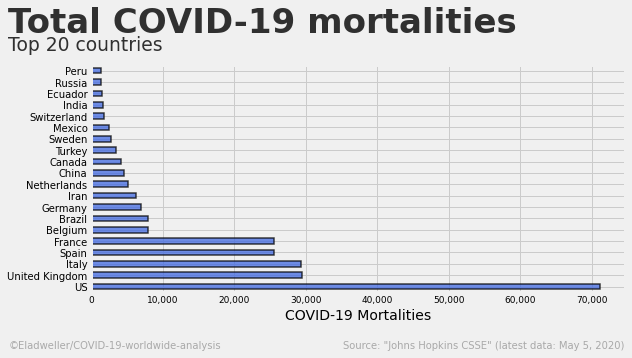 Total COVID-19 mortalities
Top 20 countries
Peru
Russia
Ecuador
India
Switzerland
Mexico
Sweden
Turkey
Canada
China
Netherlands
Iran
Germany
Brazil
Belgium
France
Spain
Italy
United Kingdom
US
0 10,000 20,000 30,000 40,000 50,000 60,000 70,000
COVID-19 Mortalities
©Eladweller/COVID-19-worldwide-analysis Source: "Johns Hopkins CSSE" (latest data: May 5, 2020)